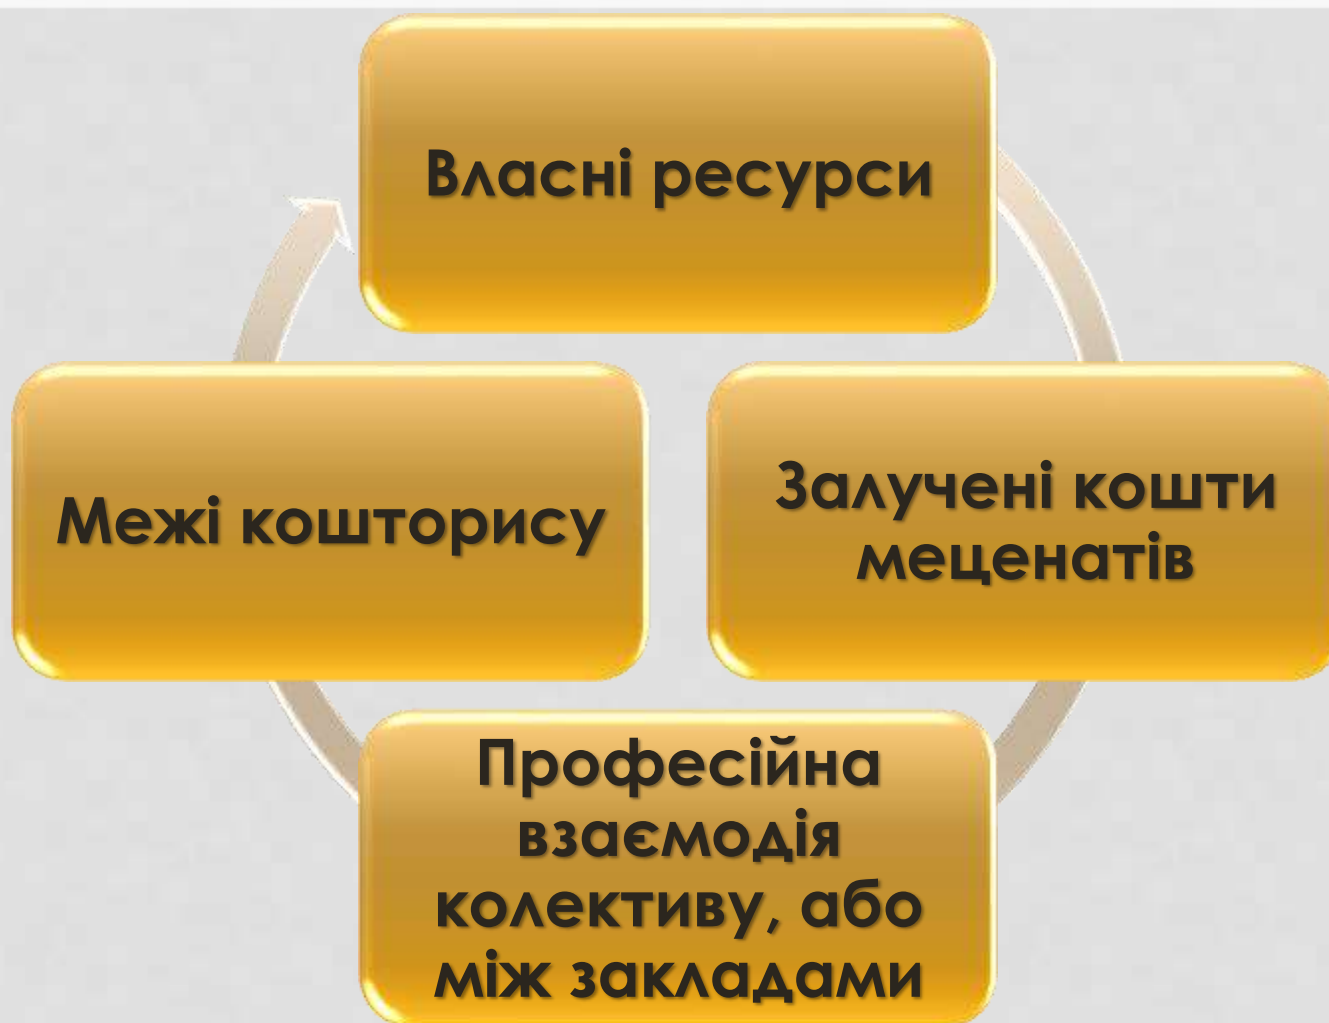 Власні ресурси
Залучені кошти
меценатів
Професійна
взаємодія
колективу, або
між закладами
Межі кошторису